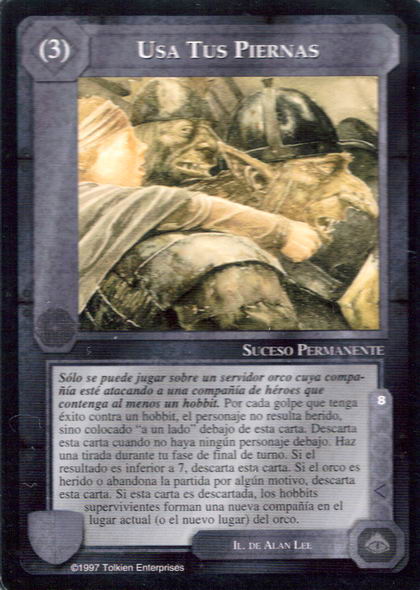 (3)
USA TUS PIERNAS
SUCESO PERMANENTE
Sólo se puede jugar sobre un servidor orco cuya compa-
ñía esté atacando a una compañía de héroes que
contenga al menos un hobbit. Por cada golpe que tenga
éxito contra un hobbit, el personaje no resulta herido,
sino colocado "a un lado" debajo de esta carta. Descarta
esta carta cuando no haya ningún personaje debajo. Haz
una tirada durante tu fase de final de turno. Si el
resultado es inferior a 7, descarta esta carta. Si el orco es
herido o abandona la partida por algún motivo, descarta
esta carta. Si esta carta es descartada, los hobbits
supervivientes forman una nueva compañía en el
lugar actual (o el nuevo lugar) del orco.
8
IL. DE ALAN LEE
©1997 Tolkien Enterprises